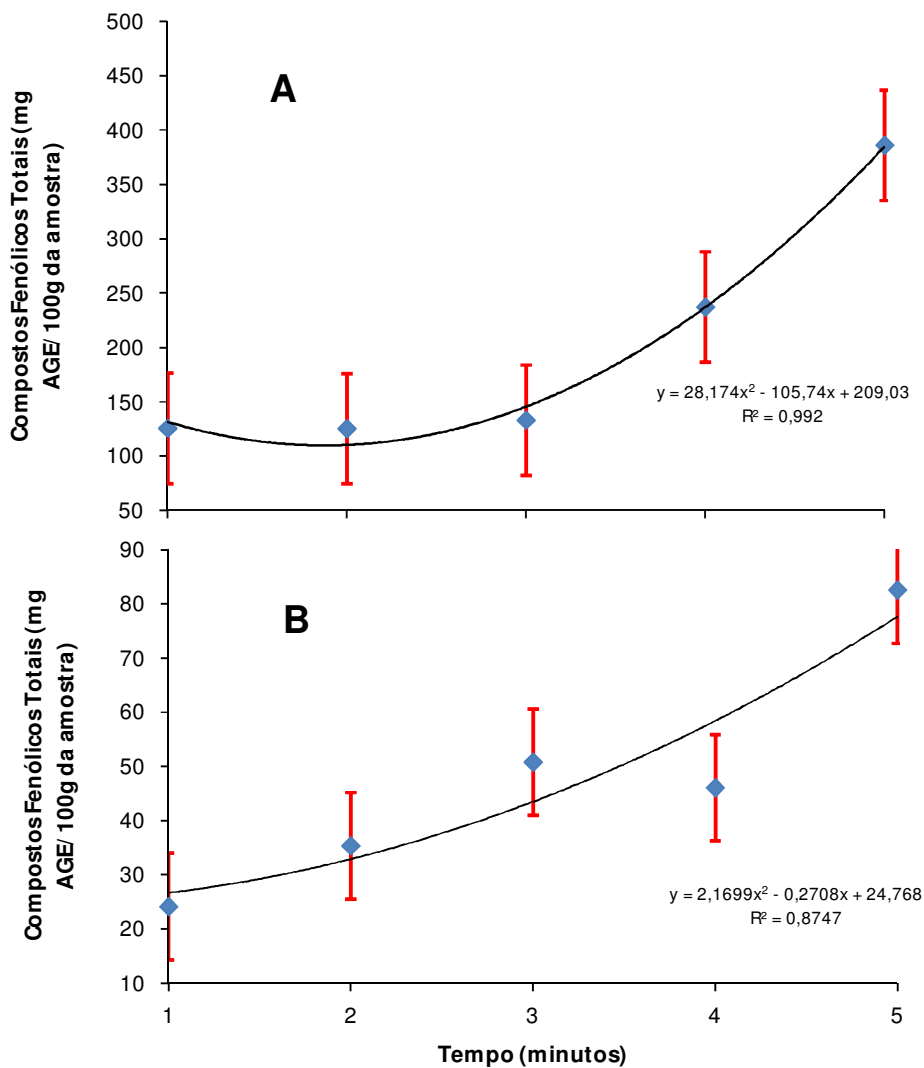 500
450
400
350
300
250
200
150
100
50
Compostos Fenólicos Totais (mg
AGE/ 100g da amostra)
A
y = 28,174x² - 105,74x + 209,03
R² = 0,992
90
80
70
60
50
40
30
20
10
Compostos Fenólicos Totais (mg
AGE/ 100g da amostra)
B
y = 2,1699x² - 0,2708x + 24,768
R² = 0,8747
1 2 3 4 5
Tempo (minutos)